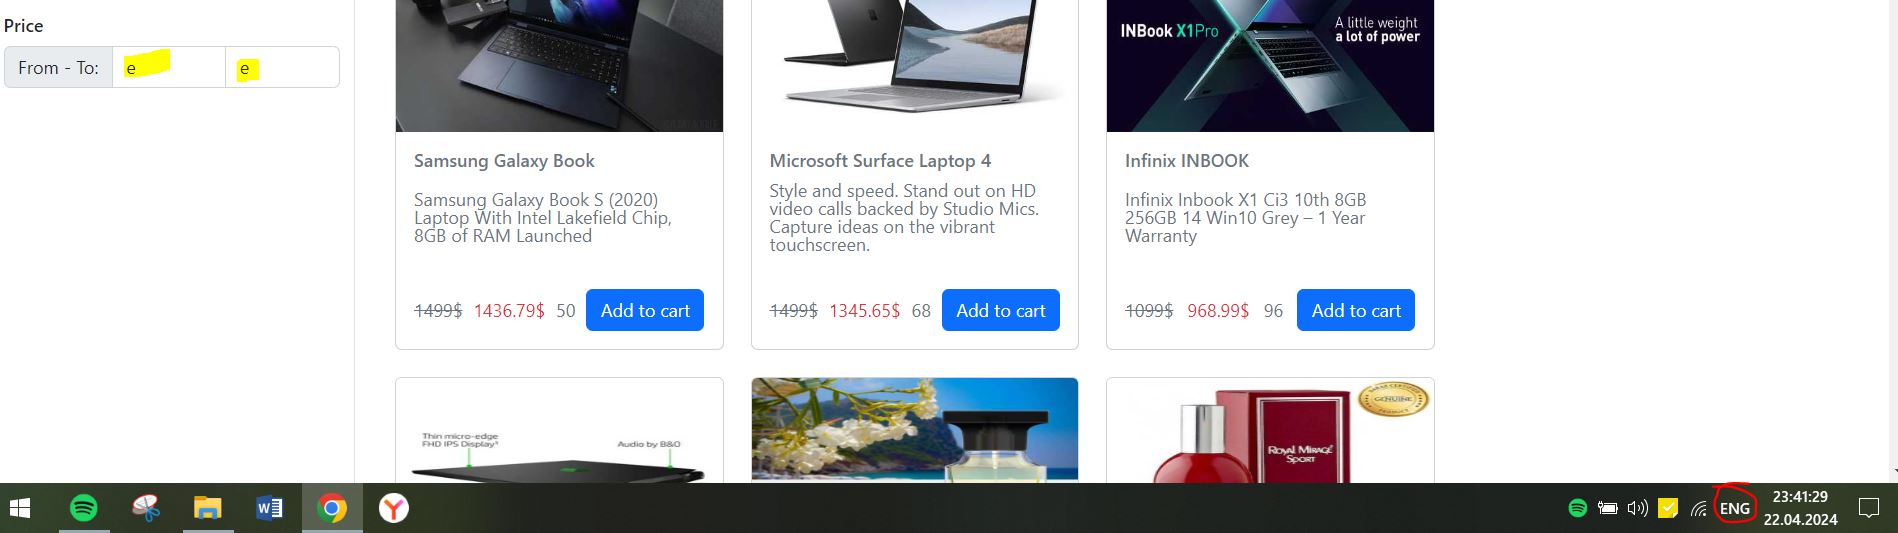 Price
From - To:
e
e
INBook X1Pro
A little weight
a lot of power
Samsung Galaxy Book
Samsung Galaxy Book S (2020)
Laptop With Intel Lakefield Chip,
8GB of RAM Launched
1499$ 1436.79$ 50 Add to cart
Microsoft Surface Laptop 4
Style and speed. Stand out on HD
video calls backed by Studio Mics.
Capture ideas on the vibrant
touchscreen.
1499$ 1345.65$ 68 Add to cart
Infinix INBOOK
Infinix Inbook X1 Ci3 10th 8GB
256GB 14 Win10 Grey – 1 Year
Warranty
1099$ 968.99$ 96 Add to cart
Thin micro-edge
FHD IPS Display
Audio by B&O
GENUINE
ROYAL MIRAGE
SPORT
ENG
23:41:29
22.04.2024